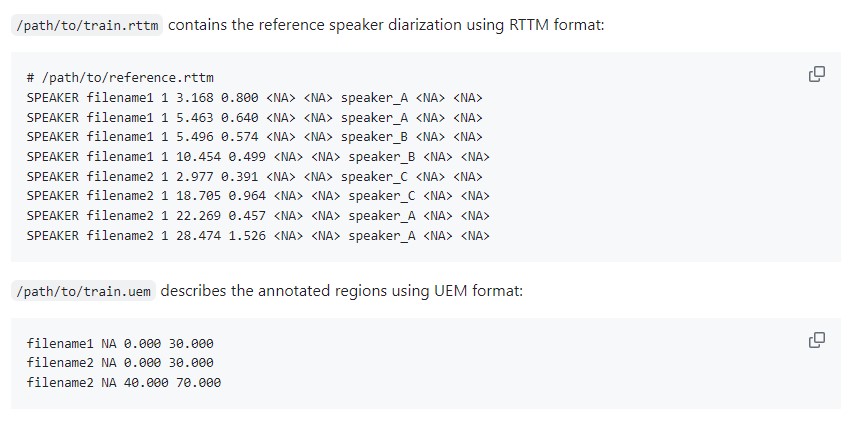 /path/to/train.rttm contains the reference speaker diarization using RTTM format:
# /path/to/reference.rttm
SPEAKER filename1 1 3.168 0.800 <NA> <NA> speaker_A <NA> <NA>
SPEAKER filename1 1 5.463 0.640 <NA> <NA> speaker_A <NA> <NA>
SPEAKER filename1 1 5.496 0.574 <NA> <NA> speaker_B <NA> <NA>
SPEAKER filename1 1 10.454 0.499 <NA> <NA> speaker_B <NA> <NA>
SPEAKER filename2 1 2.977 0.391 <NA> <NA> speaker_C <NA> <NA>
SPEAKER filename2 1 18.705 0.964 <NA> <NA> speaker_C <NA> <NA>
SPEAKER filename2 1 22.269 0.457 <NA> <NA> speaker_A <NA> <NA>
SPEAKER filename2 1 28.474 1.526 <NA> <NA> speaker_A <NA> <NA>
/path/to/train.uem describes the annotated regions using UEM format:
filename1 NA 0.000 30.000
filename2 NA 0.000 30.000
filename2 NA 40.000 70.000